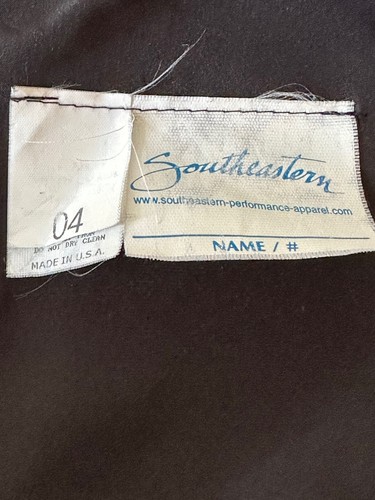 04
DO NOT DRY CLEAN
MADE IN U.S.A.
Southeastern
www.southeastern-performance-apparel.com
NAME / #